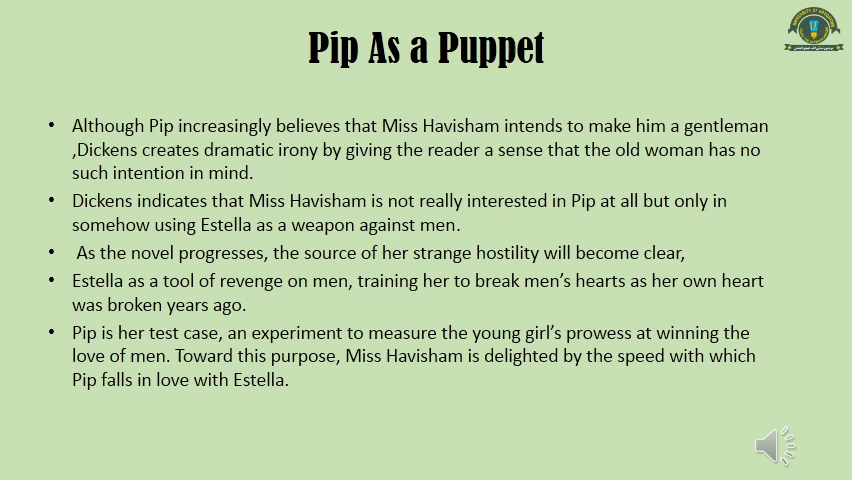 Pip As a Puppet
• Although Pip increasingly believes that Miss Havisham intends to make him a gentleman
,Dickens creates dramatic irony by giving the reader a sense that the old woman has no
such intention in mind.
• Dickens indicates that Miss Havisham is not really interested in Pip at all but only in
somehow using Estella as a weapon against men.
• As the novel progresses, the source of her strange hostility will become clear,
• Estella as a tool of revenge on men, training her to break men's hearts as her own heart
was broken years ago.
• Pip is her test case, an experiment to measure the young girl's prowess at winning the
love of men. Toward this purpose, Miss Havisham is delighted by the speed with which
Pip falls in love with Estella.